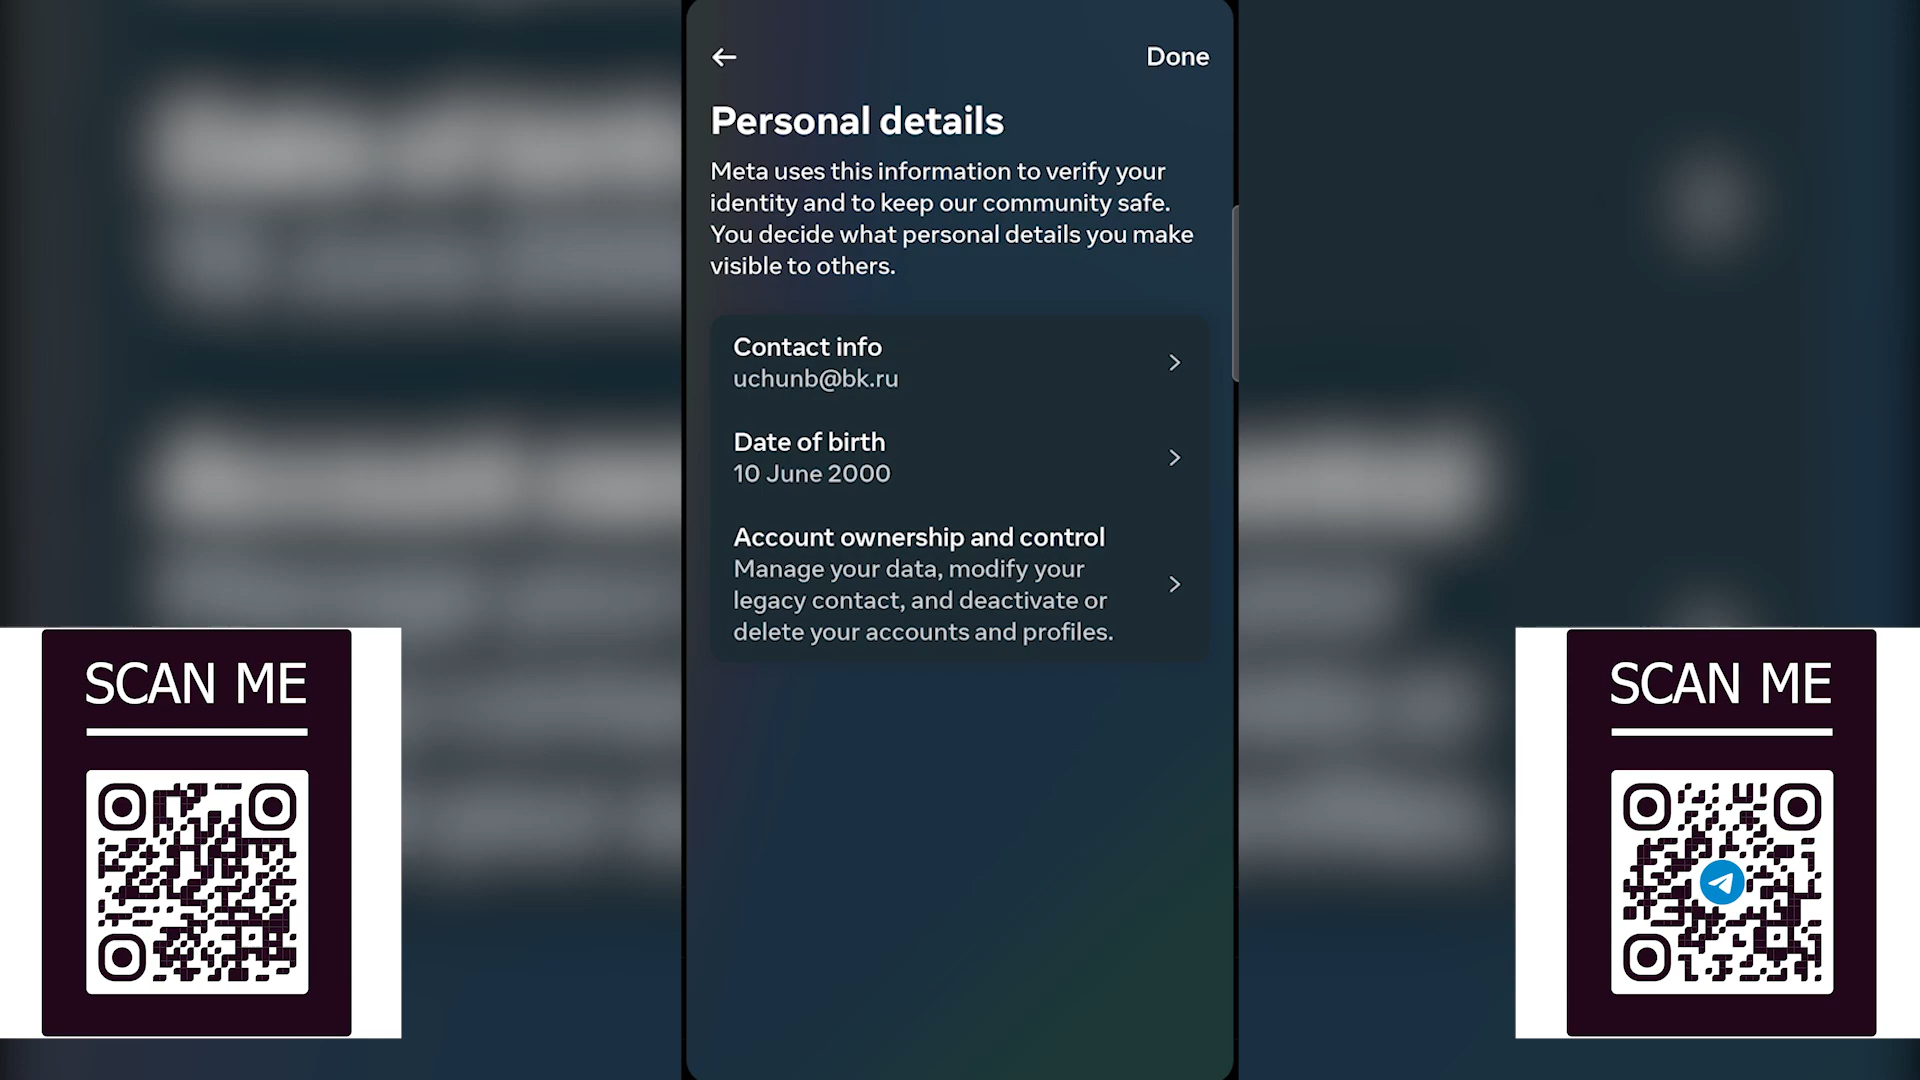 Done
Personal details
Meta uses this information to verify your
identity and to keep our community safe.
You decide what personal details you make
visible to others.
Contact info
uchunb@bk.ru
Date of birth
10 June 2000
Account ownership and control
Manage your data, modify your
legacy contact, and deactivate or
delete your accounts and profiles.
SCAN ME
SCAN ME